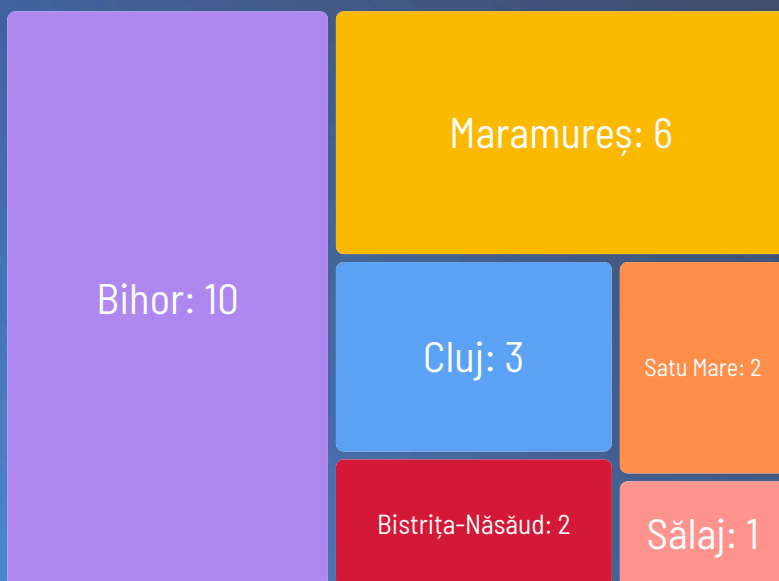 Bihor: 10
Maramureș: 6
Cluj: 3
Satu Mare: 2
Bistrița-Năsăud: 2
Sălaj: 1